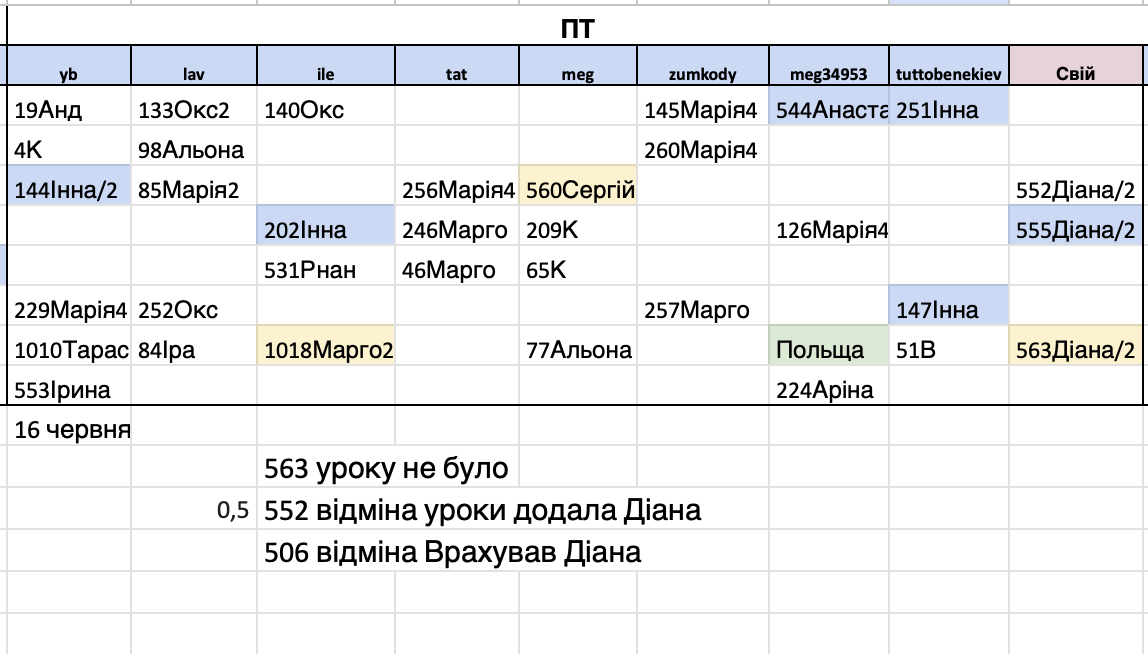 ПТ
yb lav ile tat meg zumkody meg34953 tuttobenekiev Свій
19Анд 133Окс2 140Окс 145Марія4 544Анаста 251Інна
4К 98Альона 260Марія4
144Інна/2 85Марія2 256Марія4 560Сергій 552Діана/2
202Інна 246Марго 209К 126Марія4 555Діана/2
531Рнан 46Марго 65К
229Марія4 252Окс 257Марго 147Інна
1010Тарас 84Іра 1018Марго2 77Альона Польща 51В 563Діана/2
553Ірина 224Аріна
16 червня
563 уроку не було
0,5 552 відміна уроки додала Діана
506 відміна Врахував Діана